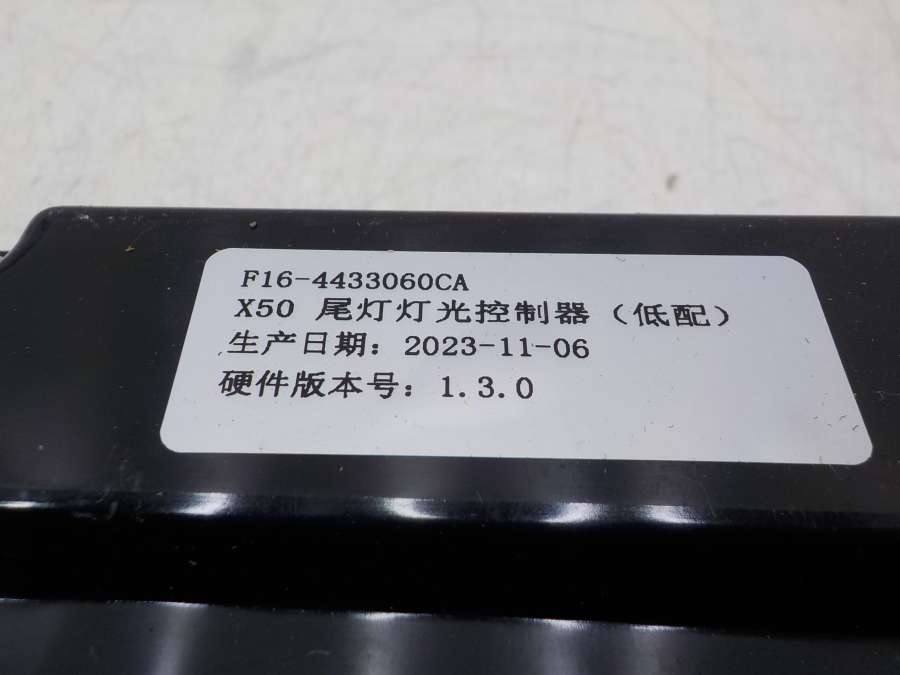 F16-4433060CA
X50 尾灯灯光控制器（低配）
生产日期：2023-11-06
硬件版本号：1.3.0